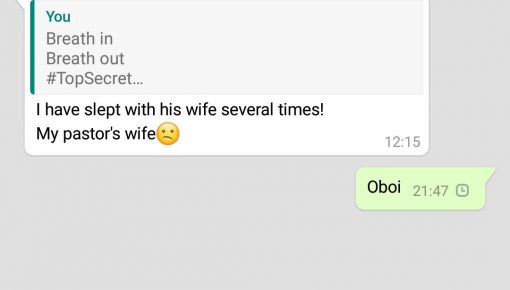 You
Breath in
Breath out
#TopSecret...
I have slept with his wife several times!
My pastor's wife🙁
12:15
Oboi 21:47